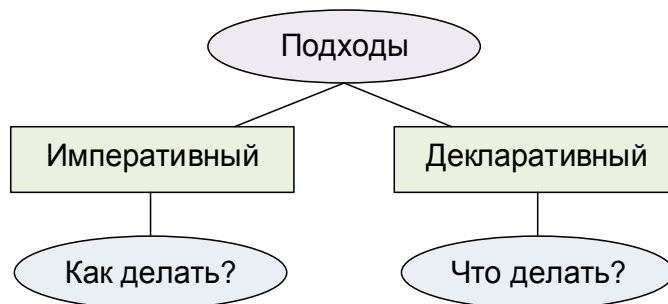 Подходы
Императивный
Декларативный
Как делать?
Что делать?